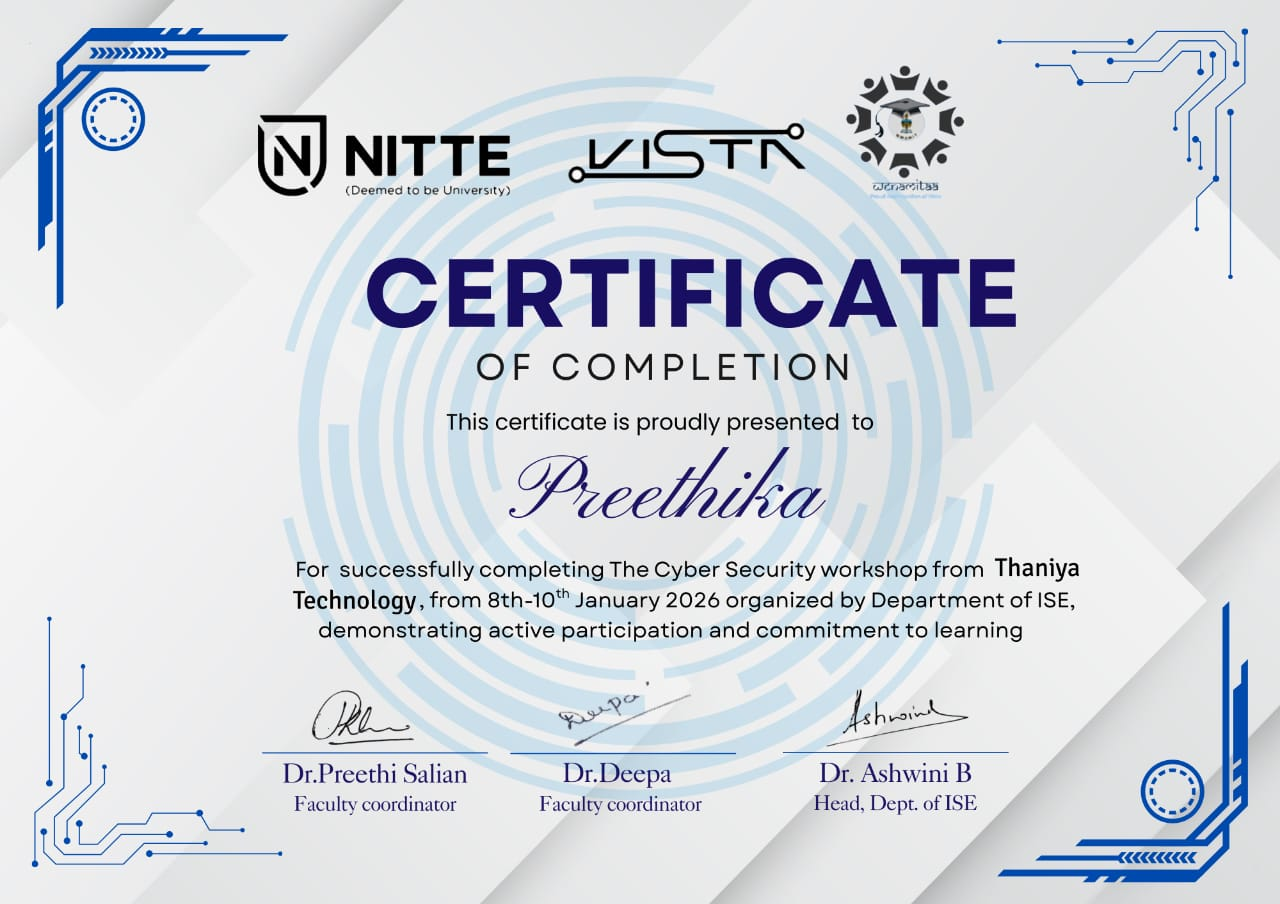 NITTE
(Deemed to be University)
VISTA
wenamitaa
CERTIFICATE
OF COMPLETION
This certificate is proudly presented to
Preethika
For successfully completing The Cyber Security workshop from Thaniya
Technology, from 8th-10th January 2026 organized by Department of ISE,
demonstrating active participation and commitment to learning
Deepa
Ashwini
Dr.Preethi Salian
Dr.Deepa
Dr. Ashwini B
Faculty coordinator
Faculty coordinator
Head, Dept. of ISE